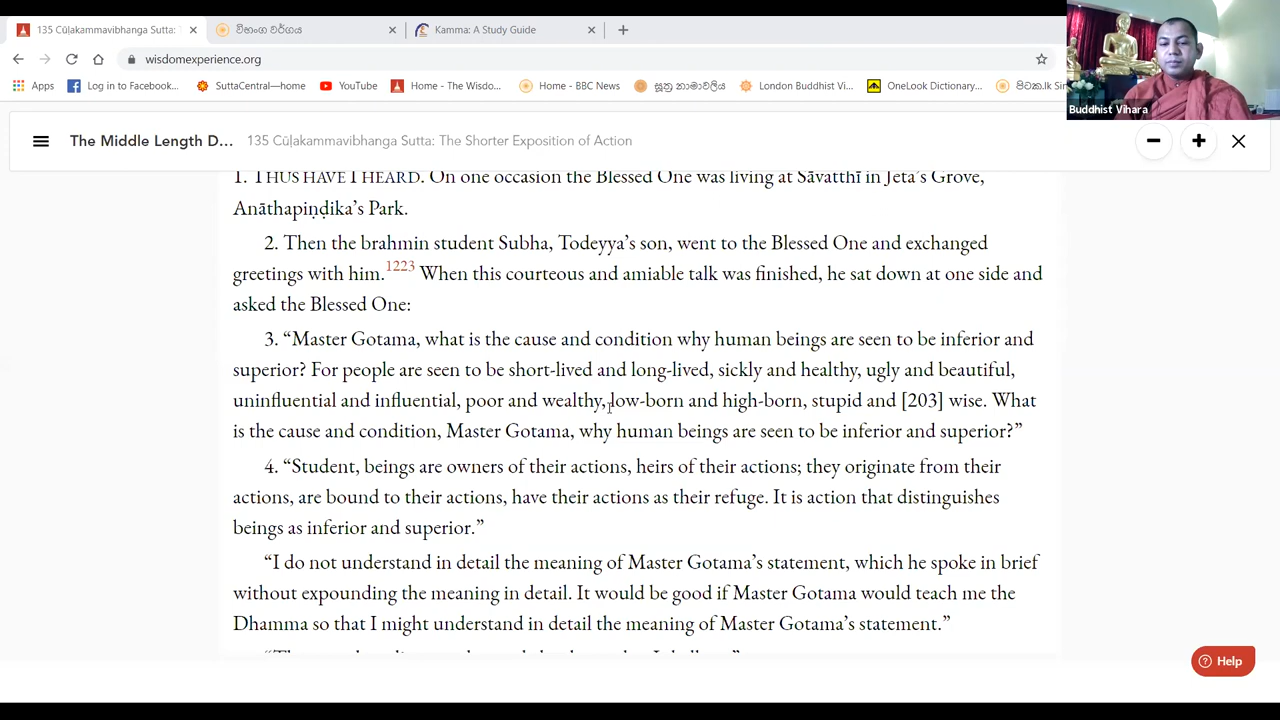 135 Cūḷakammavibhanga Sutta:
විභංග වර්ගය
Kamma: A Study Guide
wisdomexperience.org
Apps
Log in to Facebook...
SuttaCentral—home
YouTube
Home - The Wisdo...
Home - BBC News
සූත්‍ර නාමාවලිය
London Buddhist Vi...
OneLook Dictionary...
පිටක.lk
Buddhist Vihara
The Middle Length D... 135 Cūḷakammavibhanga Sutta: The Shorter Exposition of Action
1. THUS HAVE I HEARD. On one occasion the Blessed One was living at Sāvatthī in Jeta’s Grove,
Anāthapiṇḍika’s Park.
2. Then the brahmin student Subha, Todeyya’s son, went to the Blessed One and exchanged
greetings with him.1223 When this courteous and amiable talk was finished, he sat down at one side and
asked the Blessed One:
3. “Master Gotama, what is the cause and condition why human beings are seen to be inferior and
superior? For people are seen to be short-lived and long-lived, sickly and healthy, ugly and beautiful,
uninfluential and influential, poor and wealthy, low-born and high-born, stupid and [203] wise. What
is the cause and condition, Master Gotama, why human beings are seen to be inferior and superior?”
4. “Student, beings are owners of their actions, heirs of their actions; they originate from their
actions, are bound to their actions, have their actions as their refuge. It is action that distinguishes
beings as inferior and superior.”
“I do not understand in detail the meaning of Master Gotama’s statement, which he spoke in brief
without expounding the meaning in detail. It would be good if Master Gotama would teach me the
Dhamma so that I might understand in detail the meaning of Master Gotama’s statement.”
Help